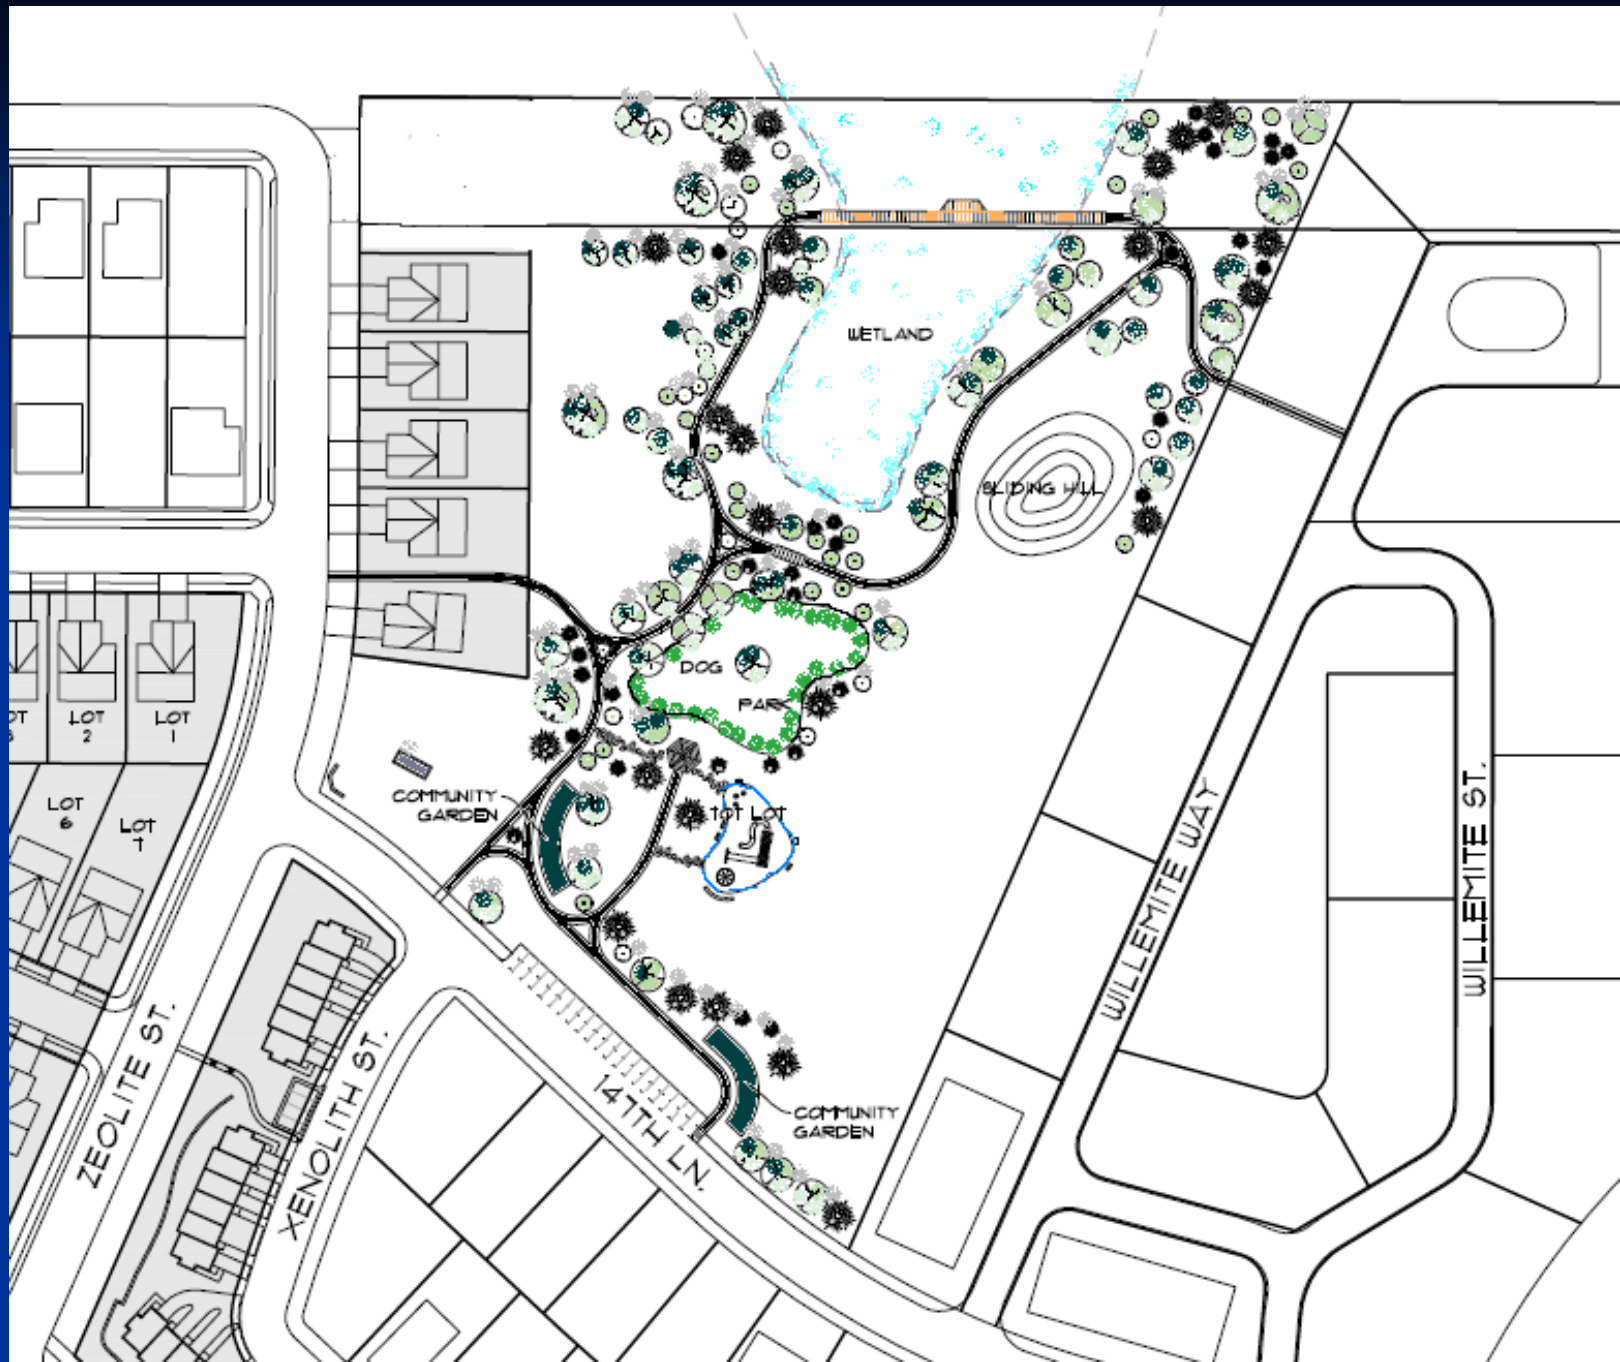 WETLAND
SLIDING HILL
DOG
PARK
LOT
2
LOT
1
LOT
6
LOT
7
COMMUNITY
GARDEN
TOT LOT
WILLEMITE WAY
WILLEMITE ST.
ZEOLITE ST.
XENOLITH ST.
147TH LN.
COMMUNITY
GARDEN